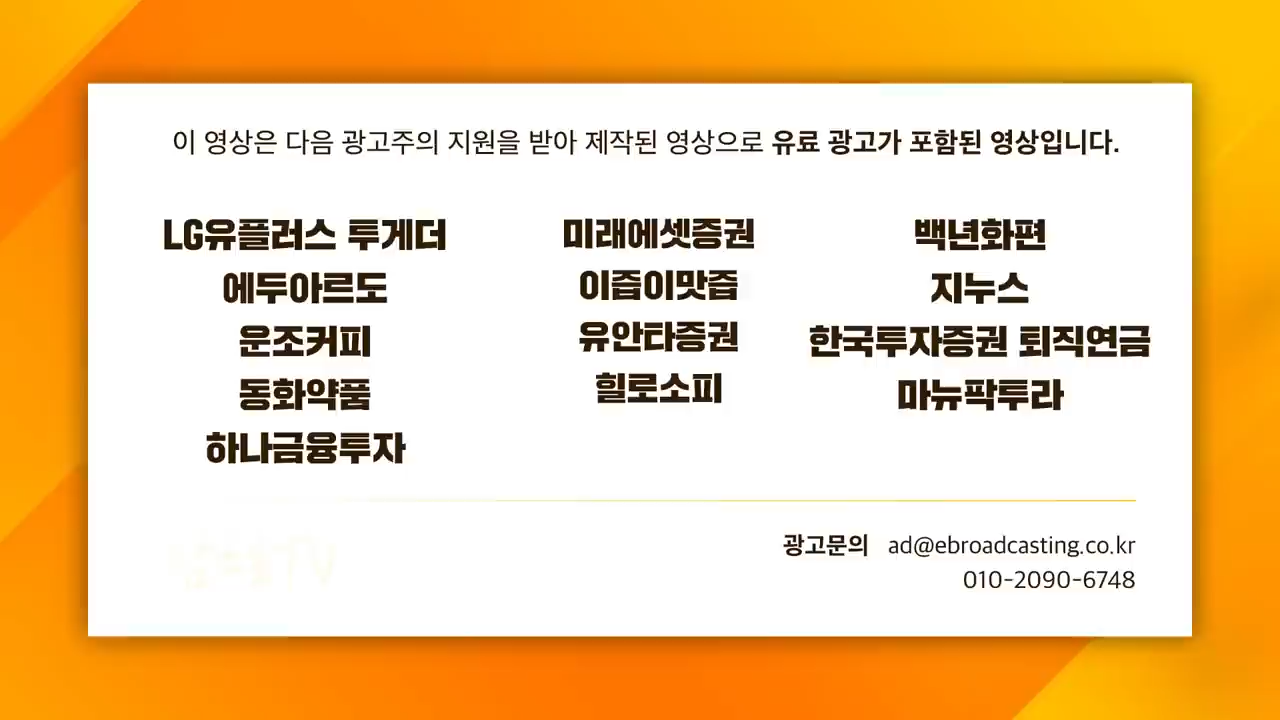 이 영상은 다음 광고주의 지원을 받아 제작된 영상으로 유료 광고가 포함된 영상입니다.
LG유플러스 투게더
에두아르도
운조커피
동화약품
하나금융투자
미래에셋증권
이즙이맛즙
유안타증권
힐로소피
백년화편
지누스
한국투자증권 퇴직연금
마뉴팍투라
광고문의 ad@ebroadcasting.co.kr
010-2090-6748